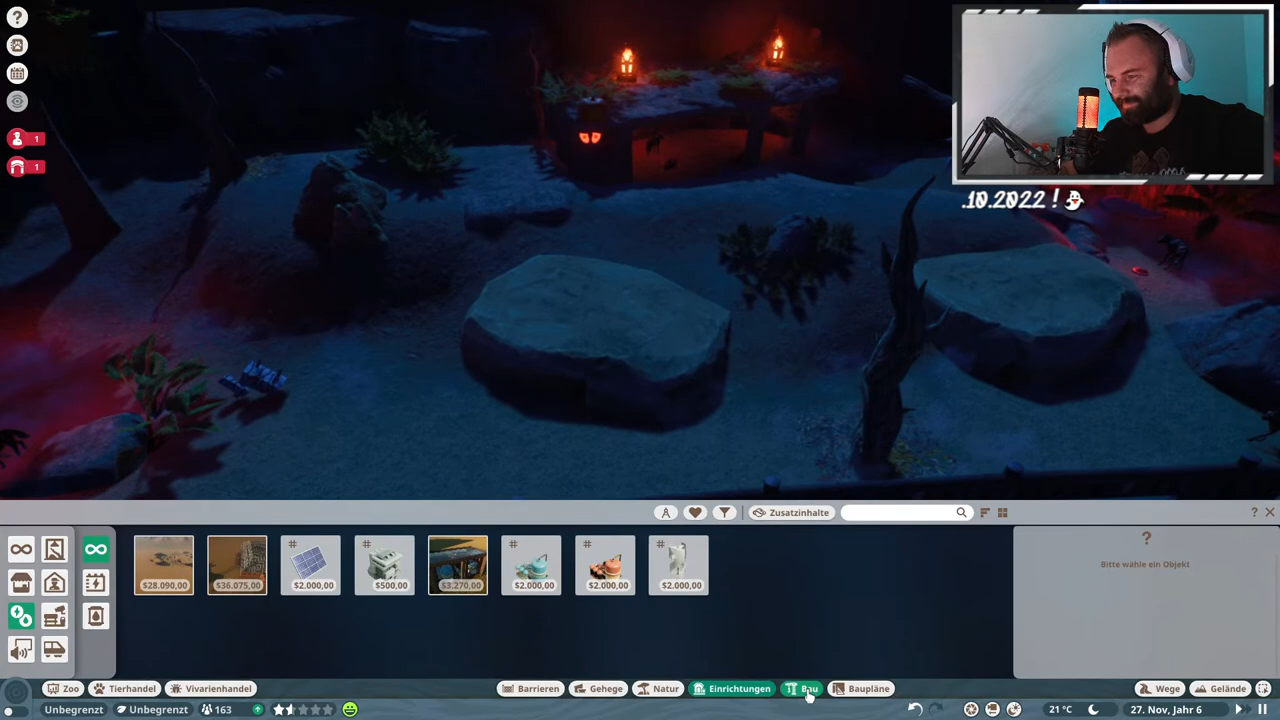 ?
1
1
.10.2022 !
A
Zusatzinhalte
?
$28.090,00
$36.075,00
#
$2.000,00
$500,00
$3.270,00
#
$2.000,00
#
$2.000,00
#
$2.000,00
?
Bitte wähle ein Objekt
Zoo
Tierhandel
Vivarienhandel
Barrieren
Gehege
Natur
Einrichtungen
Bau
Baupläne
Wege
Gelände
Unbegrenzt
Unbegrenzt
163
21 °C
27. Nov, Jahr 6